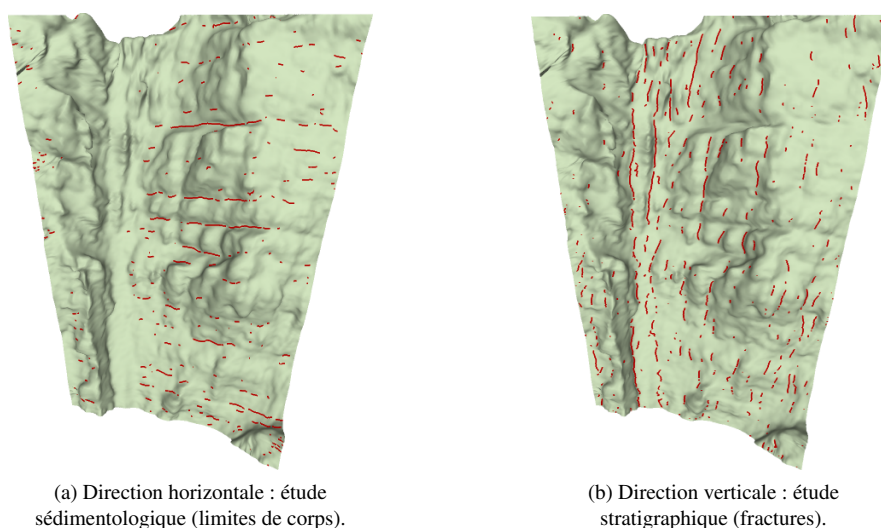 (a) Direction horizontale : étude
sédimentologique (limites de corps).
(b) Direction verticale : étude
stratigraphique (fractures).